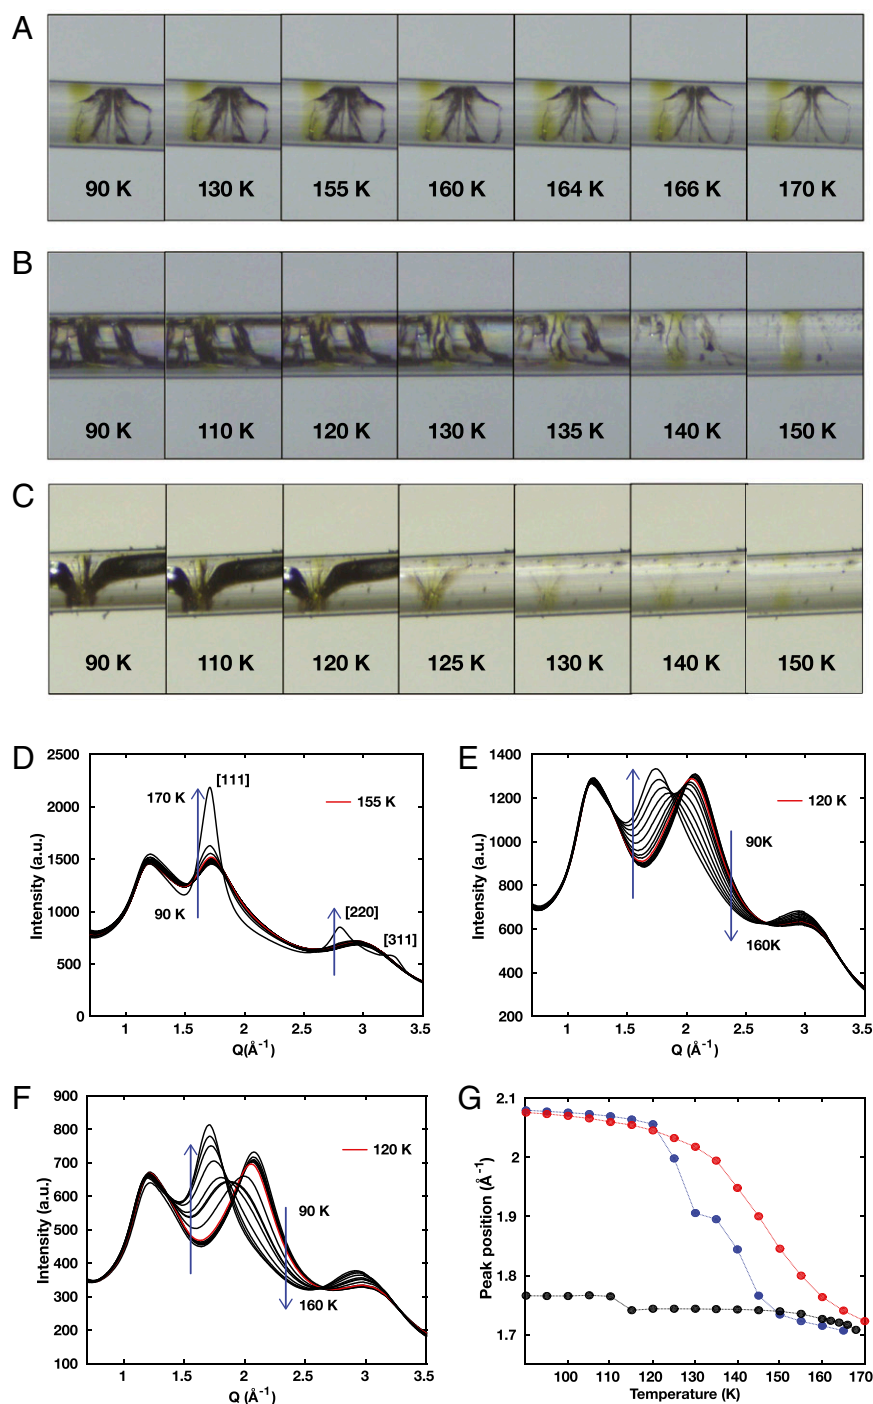 A
90 K 130 K 155 K 160 K 164 K 166 K 170 K
B
90 K 110 K 120 K 130 K 135 K 140 K 150 K
C
90 K 110 K 120 K 125 K 130 K 140 K 150 K
D
2500
2000
1500
1000
500
0
1 1.5 2 2.5 3 3.5
Intensity (a.u.)
Q(Å⁻¹)
170 K
[111]
155 K
90 K
[220]
[311]
E
1400
1200
1000
800
600
400
200
1 1.5 2 2.5 3 3.5
Intensity (a.u.)
Q (Å⁻¹)
120 K
90K
160K
F
900
800
700
600
500
400
300
200
100
1 1.5 2 2.5 3 3.5
Intensity (a.u.)
Q (Å⁻¹)
120 K
90 K
160 K
G
2.1
2
1.9
1.8
1.7
100 110 120 130 140 150 160 170
Peak position (Å⁻¹)
Temperature (K)